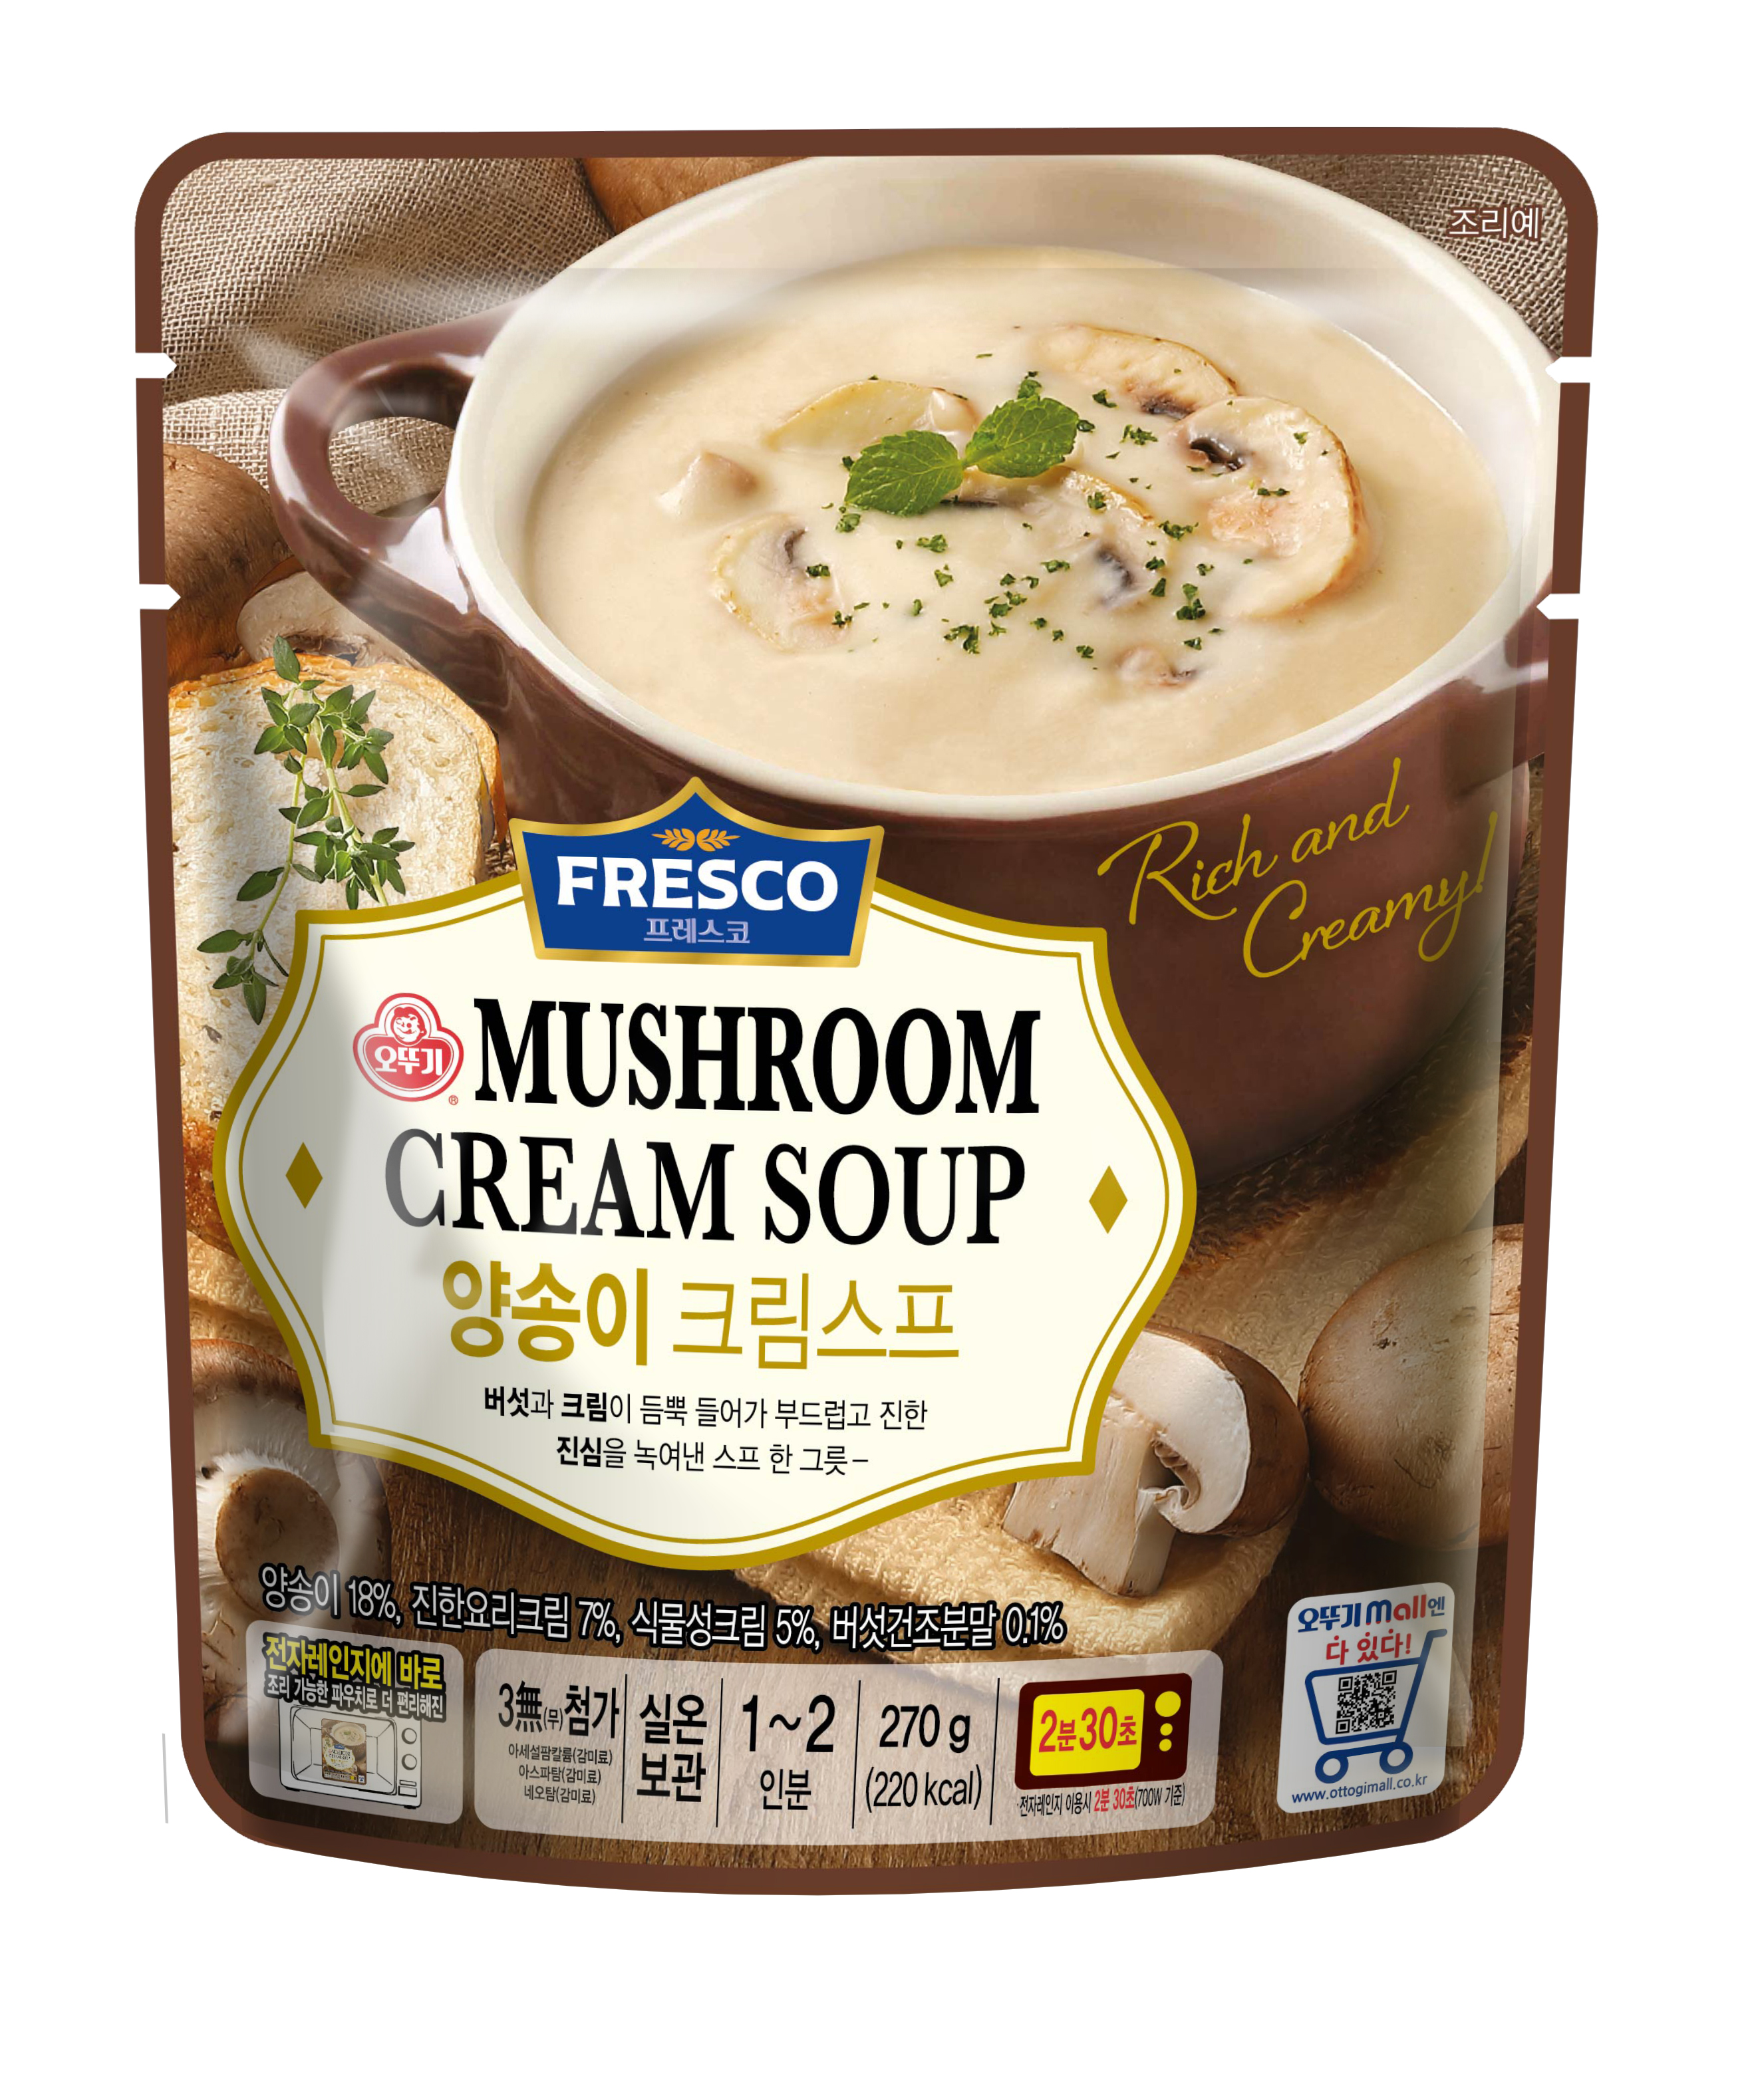 조리예
Rich and
Creamy!
FRESCO
프레스코
오뚜기
®
MUSHROOM
CREAM SOUP
양송이 크림스프
버섯과 크림이 듬뿍 들어가 부드럽고 진한
진심을 녹여낸 스프 한 그릇-
양송이 18%, 진한요리크림 7%, 식물성크림 5%, 버섯건조분말 0.1%
전자레인지에 바로
조리 가능한 파우치로 더 편리해진
3無(무)첨가
아세설팜칼륨(감미료)
아스파탐(감미료)
네오탐(감미료)
실온
보관
1~2
인분
270 g
(220 kcal)
2분30초
·전자레인지 이용시 2분 30초(700W 기준)
오뚜기mall엔
다 있다!
www.ottogimall.co.kr